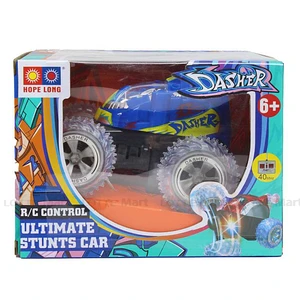 HOPE LONG
DASHER
6+
DASHER
R/C CONTROL
ULTIMATE
STUNTS CAR